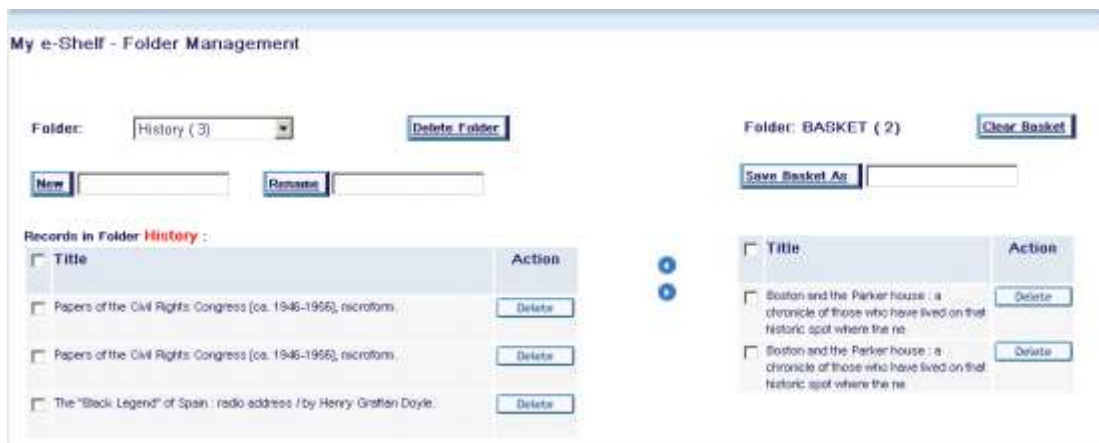 My e-Shelf - Folder Management
Folder: History ( 3) Delete Folder
New Rename
Records in Folder History :
Title Action
Papers of the Civil Rights Congress [ca. 1946-1956], microform. Delete
Papers of the Civil Rights Congress [ca. 1946-1956], microform. Delete
The "Black Legend" of Spain : radio address / by Henry Grattan Doyle. Delete
Folder: BASKET ( 2) Clear Basket
Save Basket As
Title Action
Boston and the Parker house : a Delete
chronicle of those who have lived on that
historic spot where the ne
Boston and the Parker house : a Delete
chronicle of those who have lived on that
historic spot where the ne